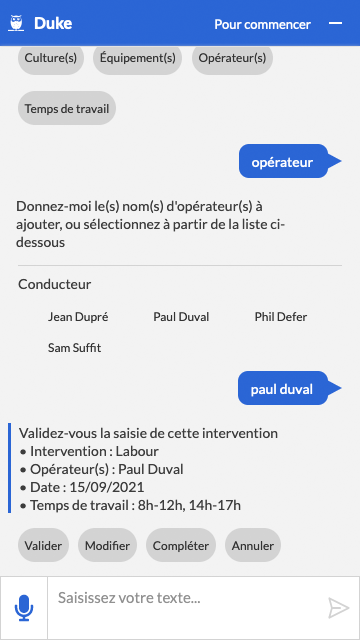 Duke
Pour commencer
Culture(s) Équipement(s) Opérateur(s)
Temps de travail
opérateur
Donnez-moi le(s) nom(s) d'opérateur(s) à
ajouter, ou sélectionnez à partir de la liste ci-
dessous
Conducteur
Jean Dupré Paul Duval Phil Defer
Sam Suffit
paul duval
Validez-vous la saisie de cette intervention
• Intervention : Labour
• Opérateur(s) : Paul Duval
• Date : 15/09/2021
• Temps de travail : 8h-12h, 14h-17h
Valider Modifier Compléter Annuler
Saisissez votre texte...